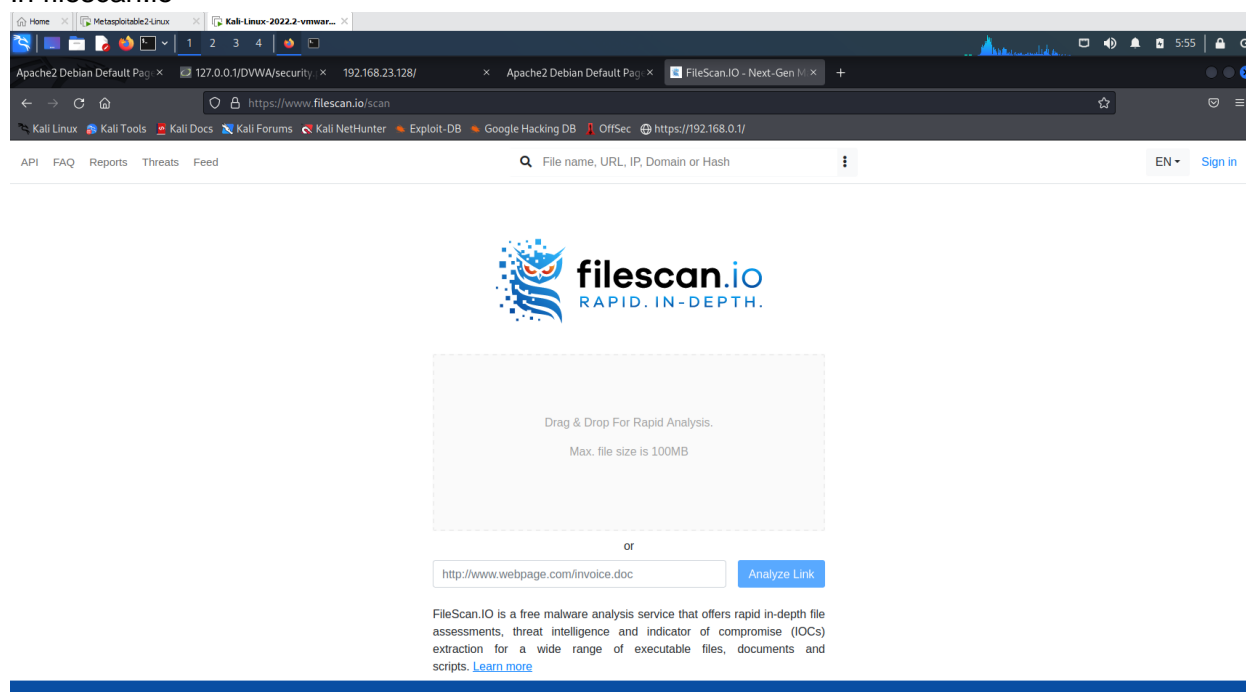 in filescan.io
Home Metasploitable2-Linux Kali-Linux-2022.2-vmwar...
1 2 3 4 5:55
Apache2 Debian Default Pag 127.0.0.1/DVWA/security. 192.168.23.128/ Apache2 Debian Default Pag FileScan.IO - Next-Gen M
https://www.filescan.io/scan
Kali Linux Kali Tools Kali Docs Kali Forums Kali NetHunter Exploit-DB Google Hacking DB OffSec https://192.168.0.1/
API FAQ Reports Threats Feed File name, URL, IP, Domain or Hash EN Sign in
filescan.io
RAPID. IN-DEPTH.
Drag & Drop For Rapid Analysis.
Max. file size is 100MB
or
http://www.webpage.com/invoice.doc Analyze Link
FileScan.IO is a free malware analysis service that offers rapid in-depth file
assessments, threat intelligence and indicator of compromise (IOCs)
extraction for a wide range of executable files, documents and
scripts. Learn more